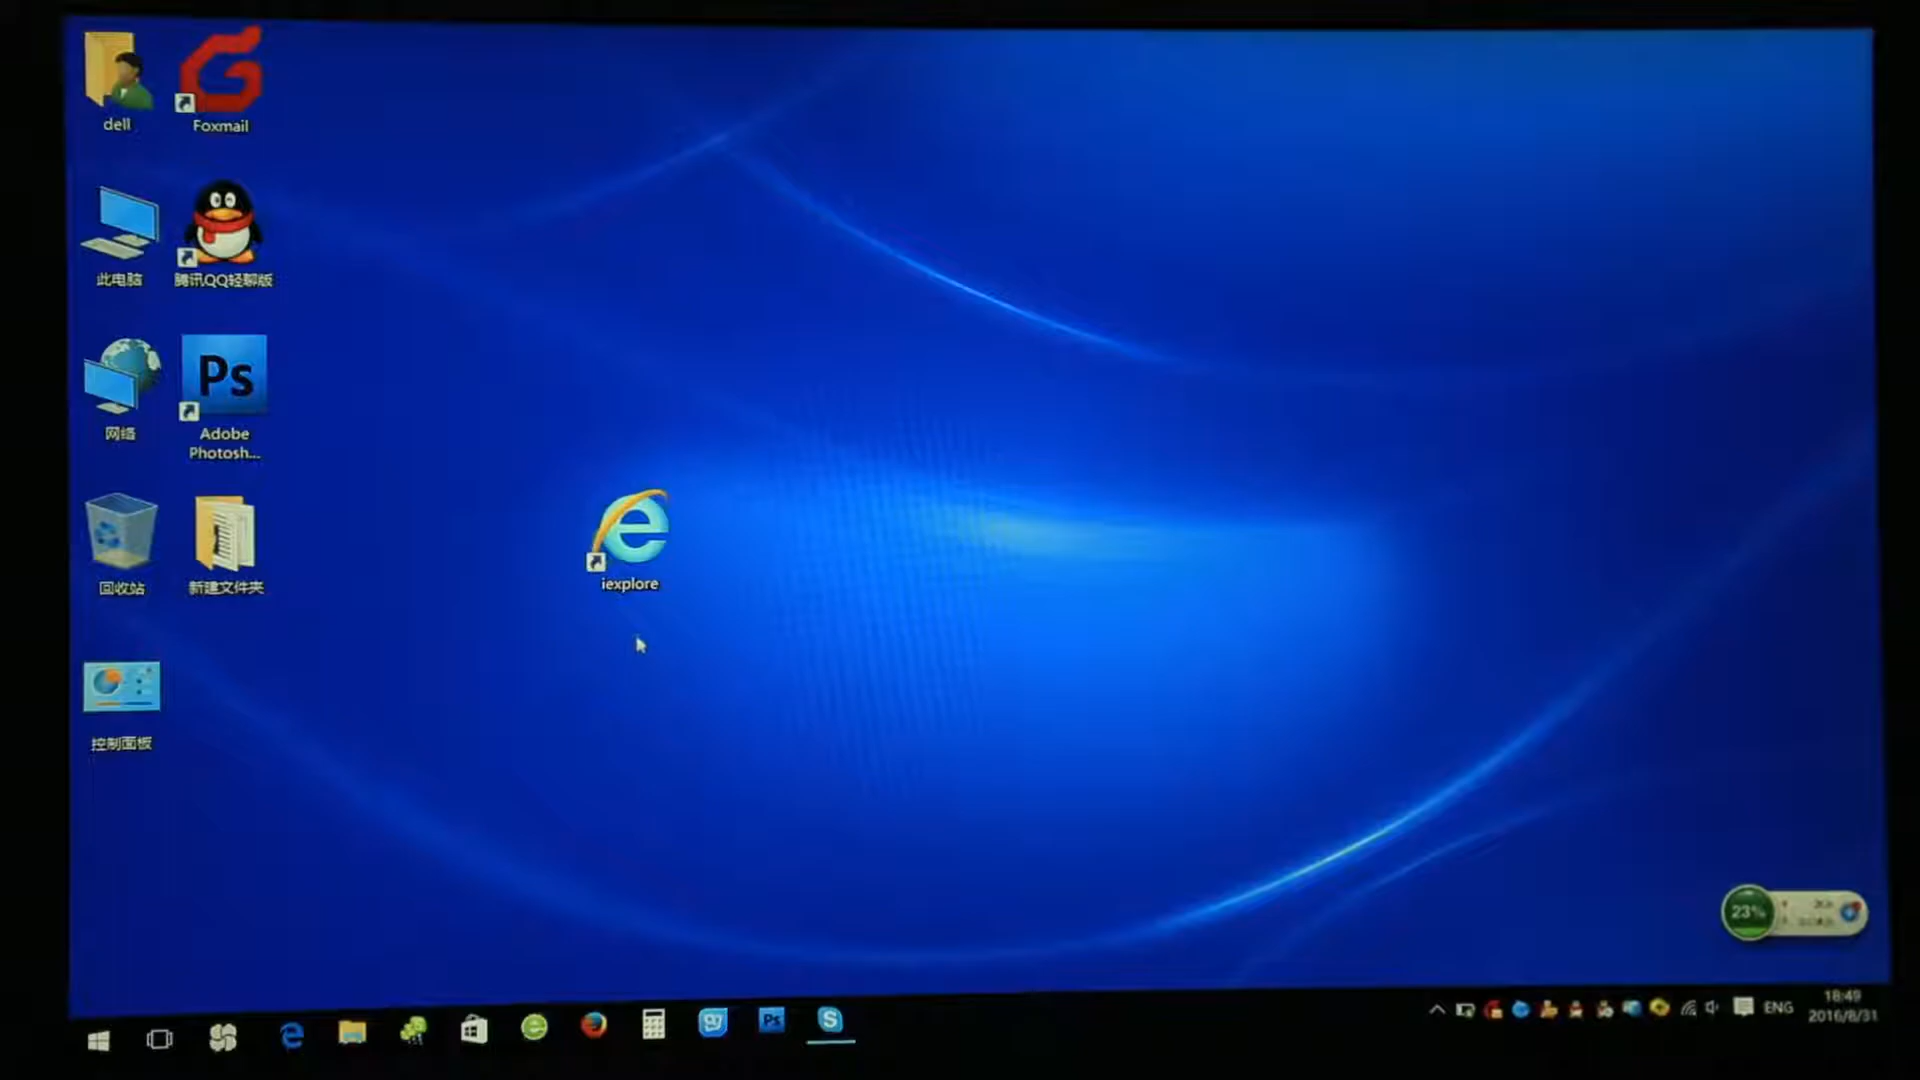 dell
Foxmail
此电脑
腾讯QQ轻聊版
网络
Ps
Adobe
Photosh...
回收站
新建文件夹
iexplore
控制面板
23%
Ps
ENG
18:49
2016/8/31